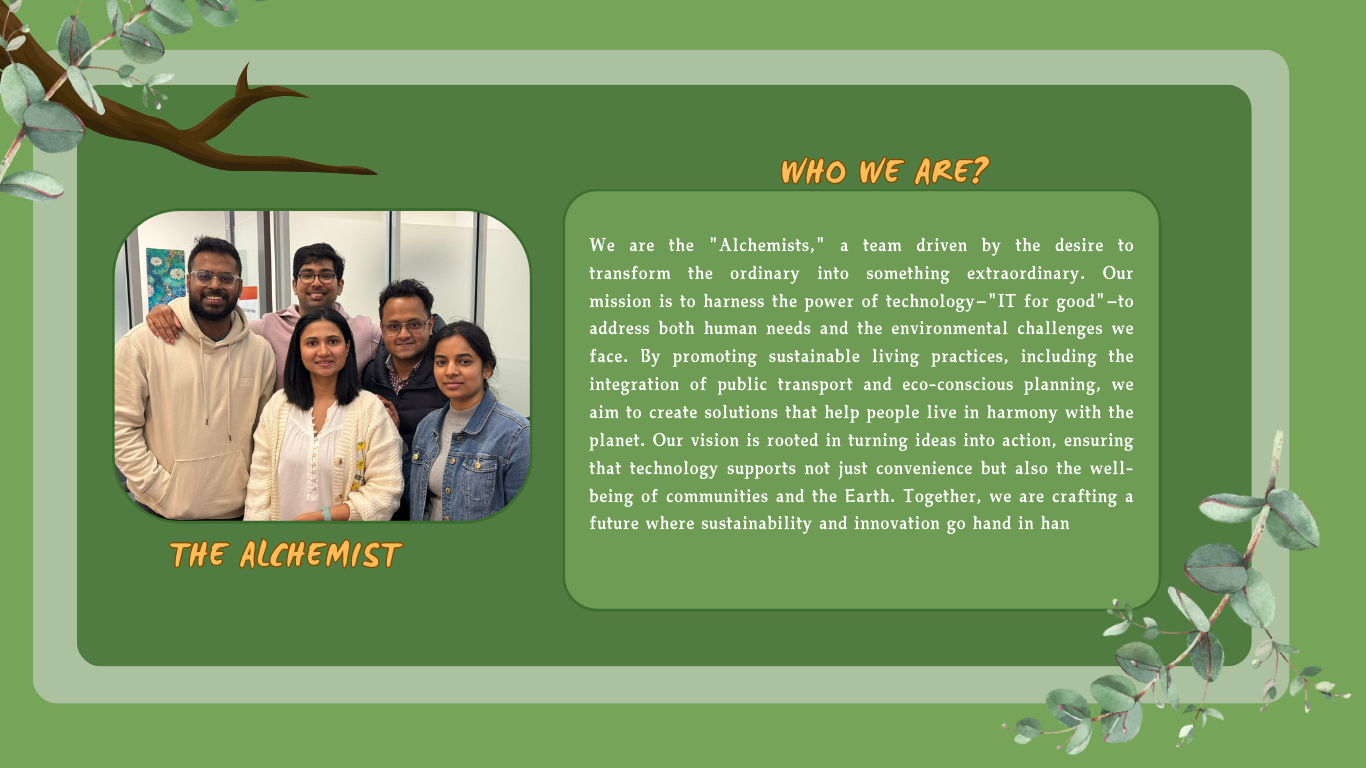 WHO WE ARE?
We are the "Alchemists," a team driven by the desire to
transform the ordinary into something extraordinary. Our
mission is to harness the power of technology–"IT for good"–to
address both human needs and the environmental challenges we
face. By promoting sustainable living practices, including the
integration of public transport and eco-conscious planning, we
aim to create solutions that help people live in harmony with the
planet. Our vision is rooted in turning ideas into action, ensuring
that technology supports not just convenience but also the well-
being of communities and the Earth. Together, we are crafting a
future where sustainability and innovation go hand in han
THE ALCHEMIST